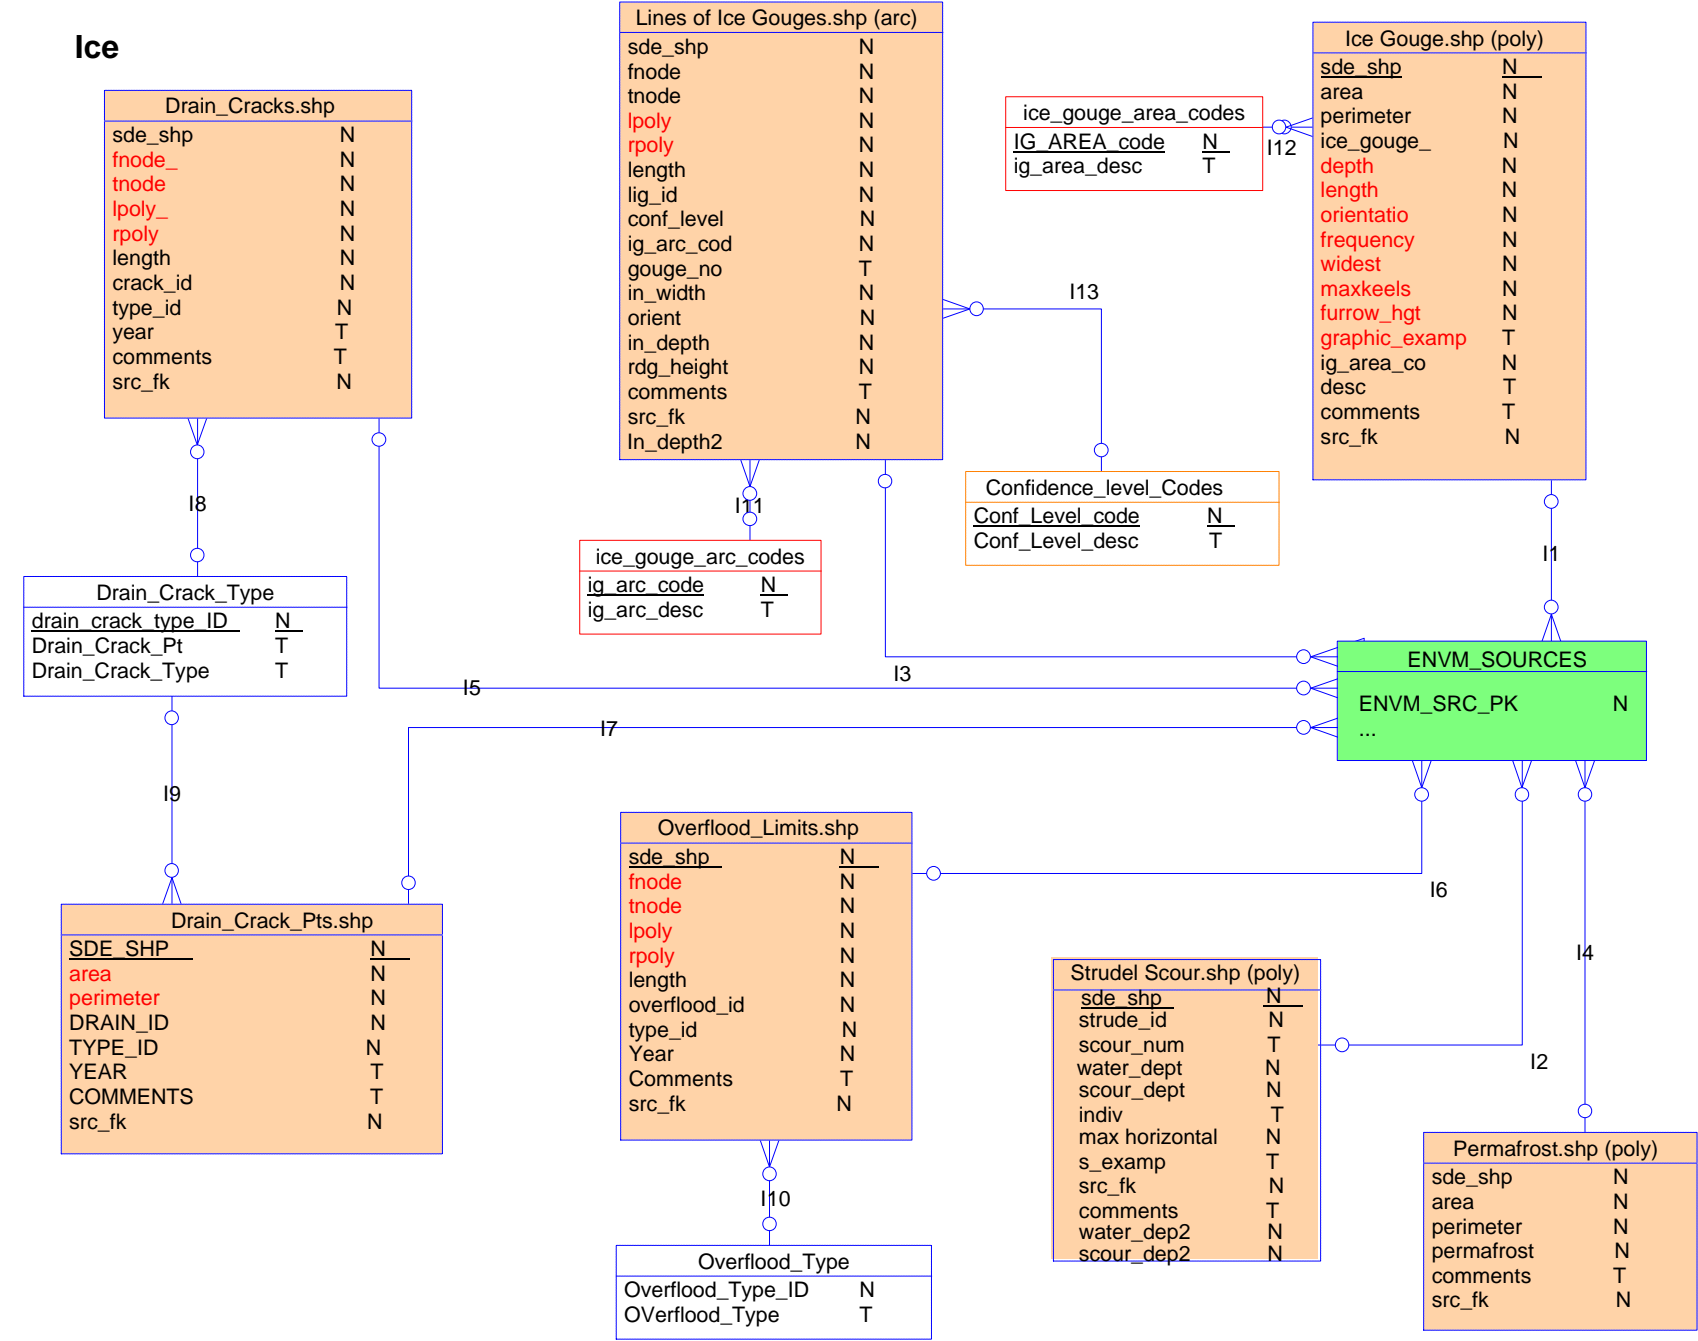 Ice
Drain_Cracks.shp
sde_shp N
fnode_ N
tnode N
lpoly_ N
rpoly N
length N
crack_id N
type_id N
year T
comments T
src_fk N
Lines of Ice Gouges.shp (arc)
sde_shp N
fnode N
tnode N
lpoly N
rpoly N
length N
lig_id N
conf_level N
ig_arc_cod N
gouge_no T
in_width N
orient N
in_depth N
rdg_height N
comments T
src_fk N
In_depth2 N
ice_gouge_area_codes
IG_AREA_code N
ig_area_desc T
I12
Ice Gouge.shp (poly)
sde_shp N
area N
perimeter N
ice_gouge_ N
depth N
length N
orientatio N
frequency N
widest N
maxkeels N
furrow_hgt N
graphic_examp T
ig_area_co N
desc T
comments T
src_fk N
I13
I8
I11
Confidence_level_Codes
Conf_Level_code N
Conf_Level_desc T
I1
ice_gouge_arc_codes
ig_arc_code N
ig_arc_desc T
Drain_Crack_Type
drain_crack_type_ID N
Drain_Crack_Pt T
Drain_Crack_Type T
I5
I3
I7
ENVM_SOURCES
ENVM_SRC_PK N
...
I9
Drain_Crack_Pts.shp
SDE_SHP N
area N
perimeter N
DRAIN_ID N
TYPE_ID N
YEAR T
COMMENTS T
src_fk N
Overflood_Limits.shp
sde_shp N
fnode N
tnode N
lpoly N
rpoly N
length N
overflood_id N
type_id N
Year N
Comments T
src_fk N
I6
I4
I2
Strudel Scour.shp (poly)
sde_shp N
strude_id N
scour_num T
water_dept N
scour_dept N
indiv T
max horizontal N
s_examp T
src_fk N
comments T
water_dep2 N
scour_dep2 N
I10
Overflood_Type
Overflood_Type_ID N
OVerflood_Type T
Permafrost.shp (poly)
sde_shp N
area N
perimeter N
permafrost N
comments T
src_fk N